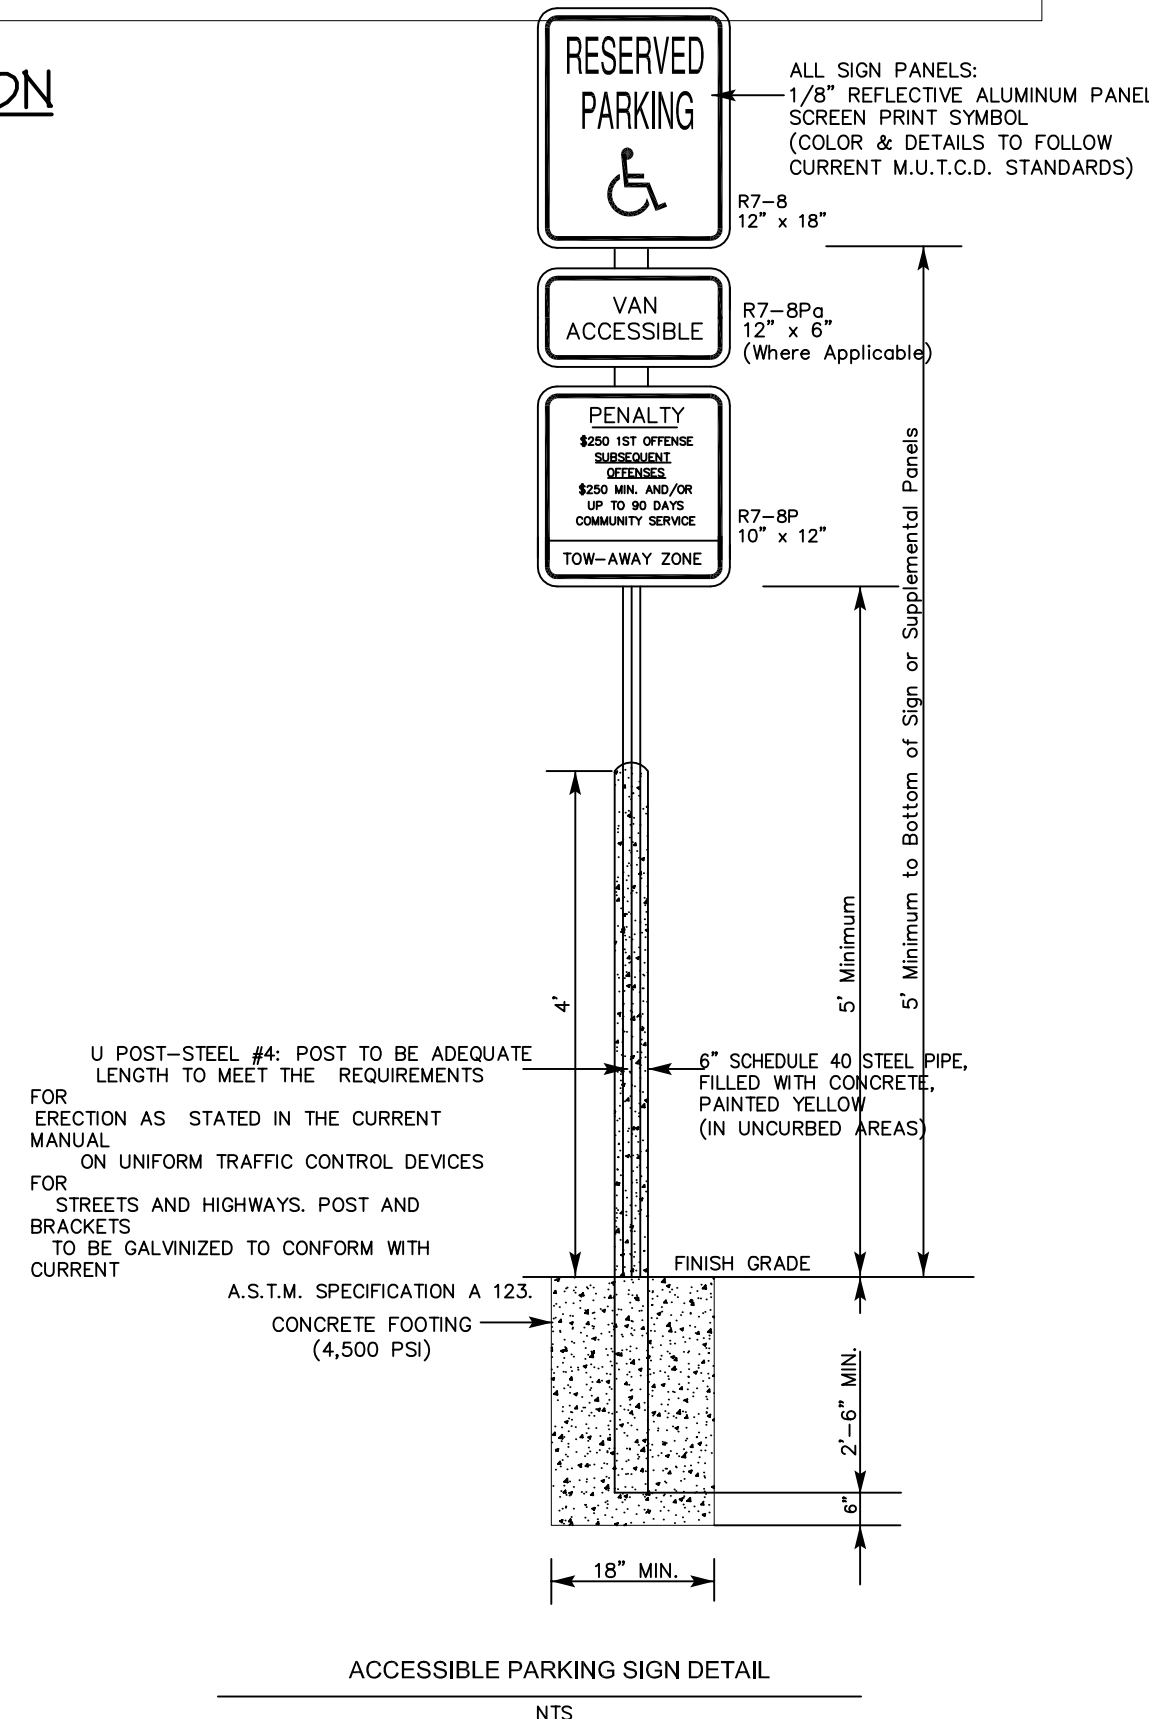 ON
RESERVED
PARKING
ALL SIGN PANELS:
1/8" REFLECTIVE ALUMINUM PANEL
SCREEN PRINT SYMBOL
(COLOR & DETAILS TO FOLLOW
CURRENT M.U.T.C.D. STANDARDS)
R7-8
12" x 18"
VAN
ACCESSIBLE
R7-8Pa
12" x 6"
(Where Applicable)
PENALTY
$250 1ST OFFENSE
SUBSEQUENT
OFFENSES
$250 MIN. AND/OR
UP TO 90 DAYS
COMMUNITY SERVICE
TOW-AWAY ZONE
R7-8P
10" x 12"
5' Minimum to Bottom of Sign or Supplemental Panels
5' Minimum
4'
U POST-STEEL #4: POST TO BE ADEQUATE
LENGTH TO MEET THE REQUIREMENTS
FOR
ERECTION AS STATED IN THE CURRENT
MANUAL
ON UNIFORM TRAFFIC CONTROL DEVICES
FOR
STREETS AND HIGHWAYS. POST AND
BRACKETS
TO BE GALVINIZED TO CONFORM WITH
CURRENT
A.S.T.M. SPECIFICATION A 123.
6" SCHEDULE 40 STEEL PIPE,
FILLED WITH CONCRETE,
PAINTED YELLOW
(IN UNCURBED AREAS)
FINISH GRADE
CONCRETE FOOTING
(4,500 PSI)
2'-6" MIN.
6"
18" MIN.
ACCESSIBLE PARKING SIGN DETAIL
NTS